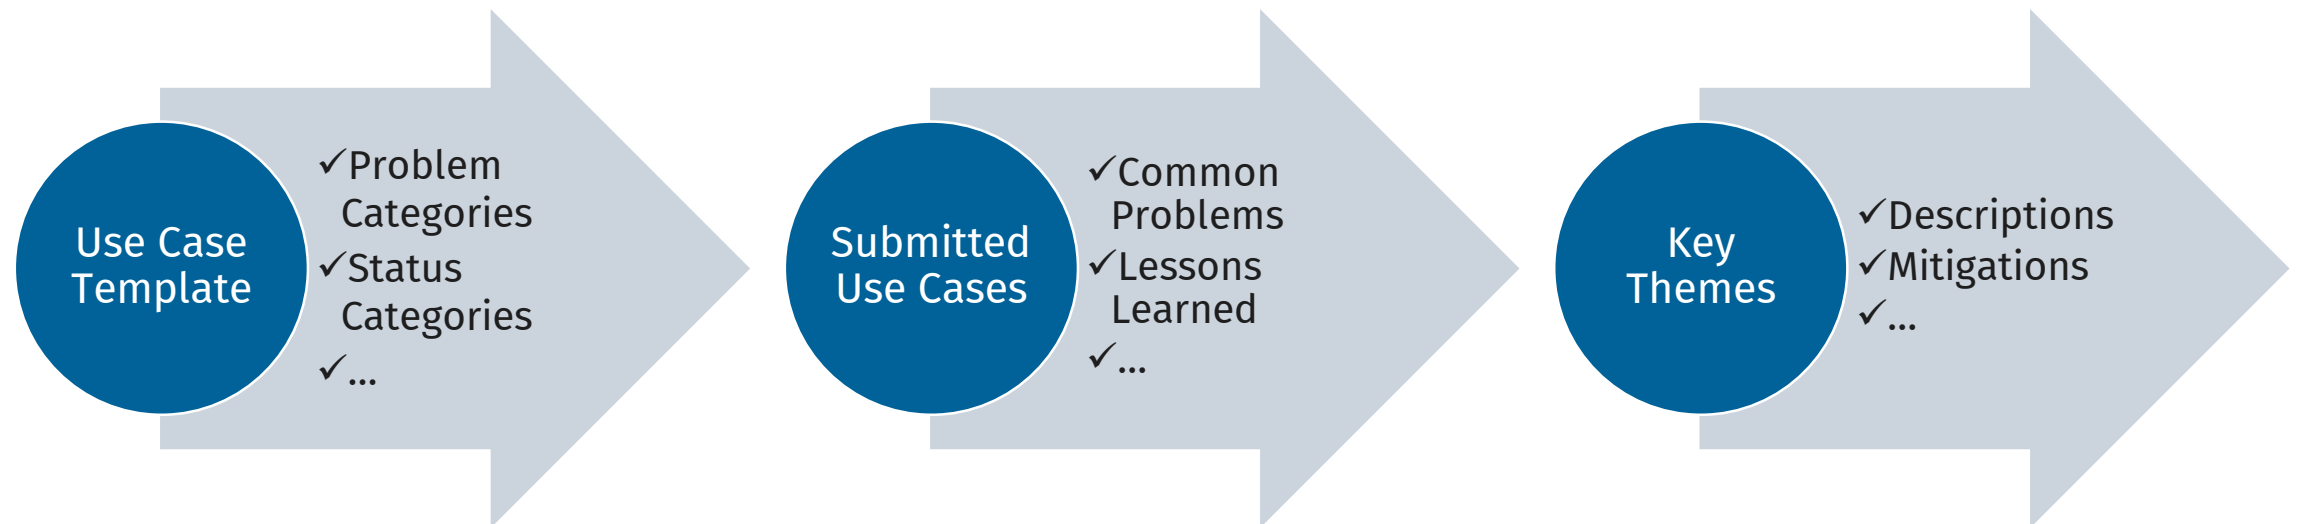 Use Case
Template
✓Problem
Categories
✓Status
Categories
✓...
Submitted
Use Cases
✓Common
Problems
✓Lessons
Learned
✓...
Key
Themes
✓Descriptions
✓Mitigations
✓...